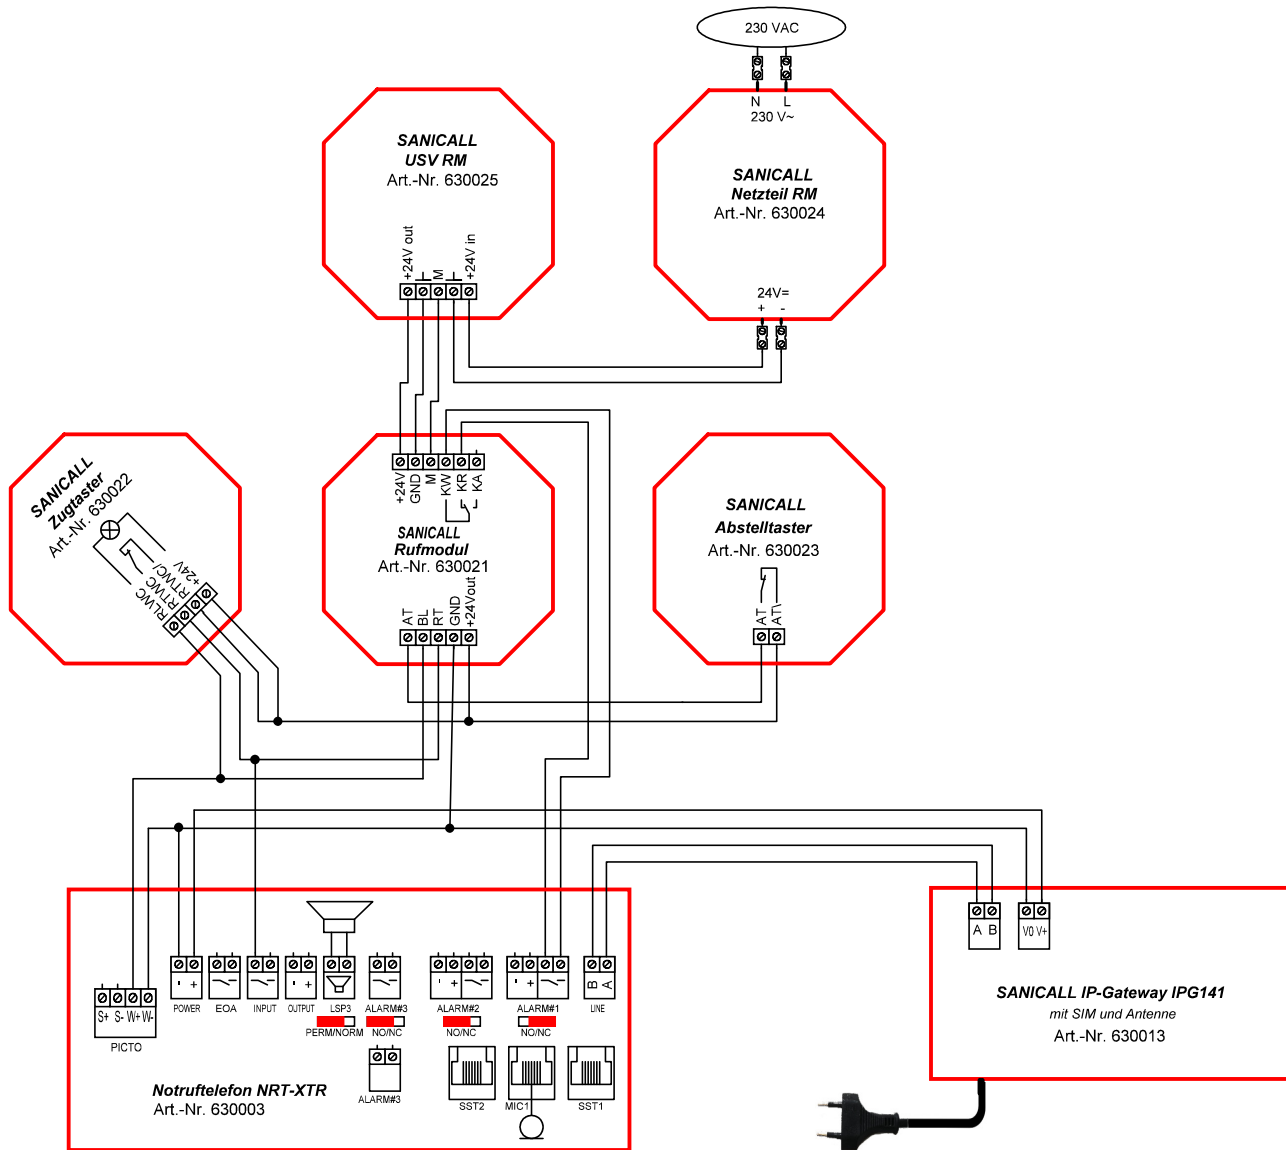 230 VAC
N L
230 V~
SANICALL
USV RM
Art.-Nr. 630025
+24V out
M
+24V in
SANICALL
Netzteil RM
Art.-Nr. 630024
24V=
+ -
SANICALL
Zugtaster
Art.-Nr. 630022
RLWC
RTWC
RTWC/
+24V
+24V
GND
M
KW
KR
KA
SANICALL
Rufmodul
Art.-Nr. 630021
AT
BL
RT
GND
+24Vout
SANICALL
Abstelltaster
Art.-Nr. 630023
AT
AT\
S+ S- W+ W-
PICTO
- +
POWER
EOA
INPUT
- +
OUTPUT
LSP3
PERM/NORM
ALARM#3
NO/NC
ALARM#3
- +
ALARM#2
NO/NC
- +
ALARM#1
NO/NC
B A
LINE
SST2
MIC1
SST1
Notruftelefon NRT-XTR
Art.-Nr. 630003
A B
V0 V+
SANICALL IP-Gateway IPG141
mit SIM und Antenne
Art.-Nr. 630013